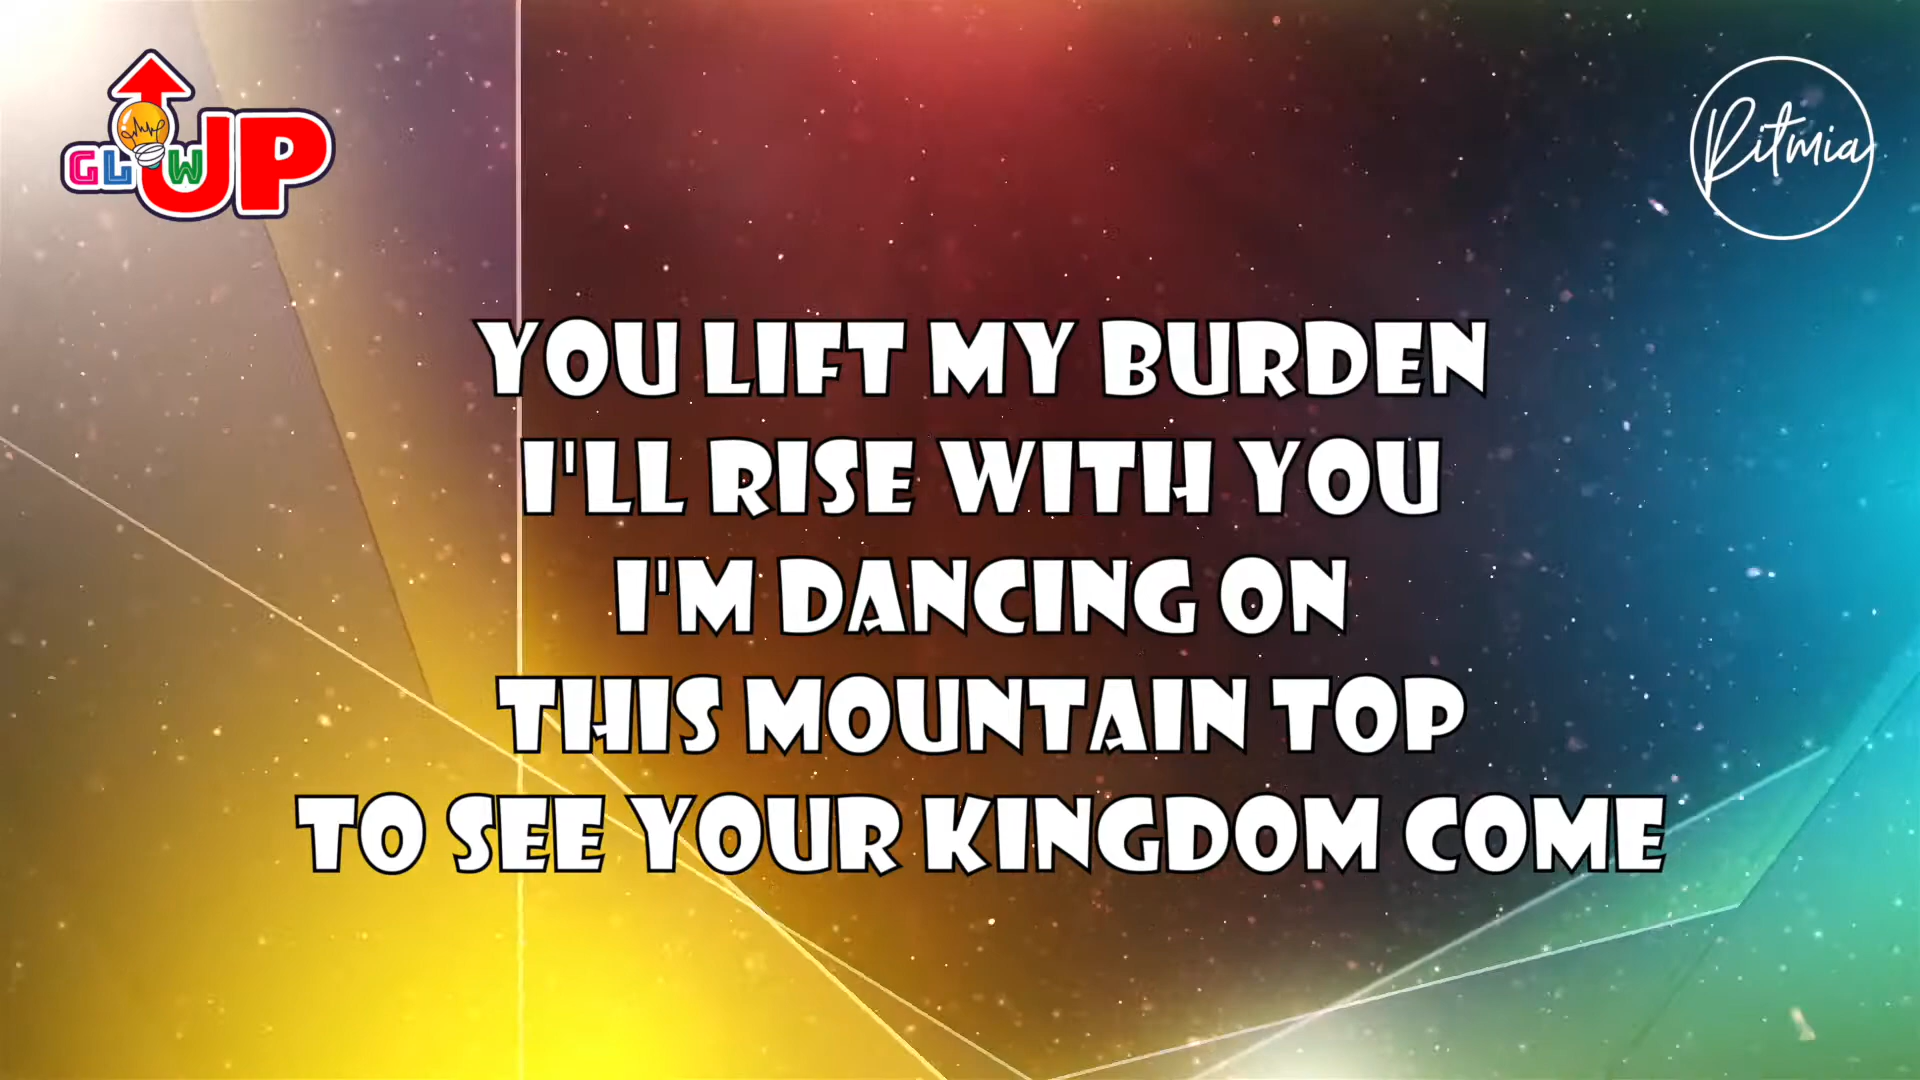 GLOW UP
Ritmia
YOU LIFT MY BURDEN
I'LL RISE WITH YOU
I'M DANCING ON
THIS MOUNTAIN TOP
TO SEE YOUR KINGDOM COME